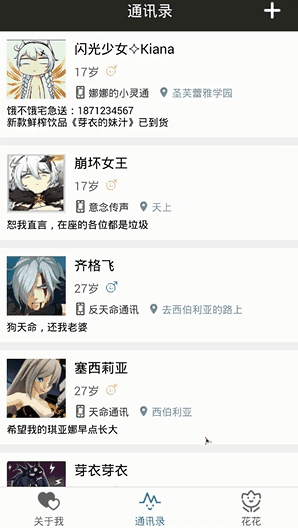 通讯录
闪光少女✧Kiana
17岁
娜娜的小灵通 圣芙蕾雅学园
饿不饿宅急送：1871234567
新款鲜榨饮品《芽衣的妹汁》已到货
崩坏女王
17岁
意念传声 天上
恕我直言，在座的各位都是垃圾
齐格飞
27岁
反天命通讯 去西伯利亚的路上
狗天命，还我老婆
塞西莉亚
27岁
天命通讯 西伯利亚
希望我的琪亚娜早点长大
芽衣芽衣
关于我 通讯录 花花